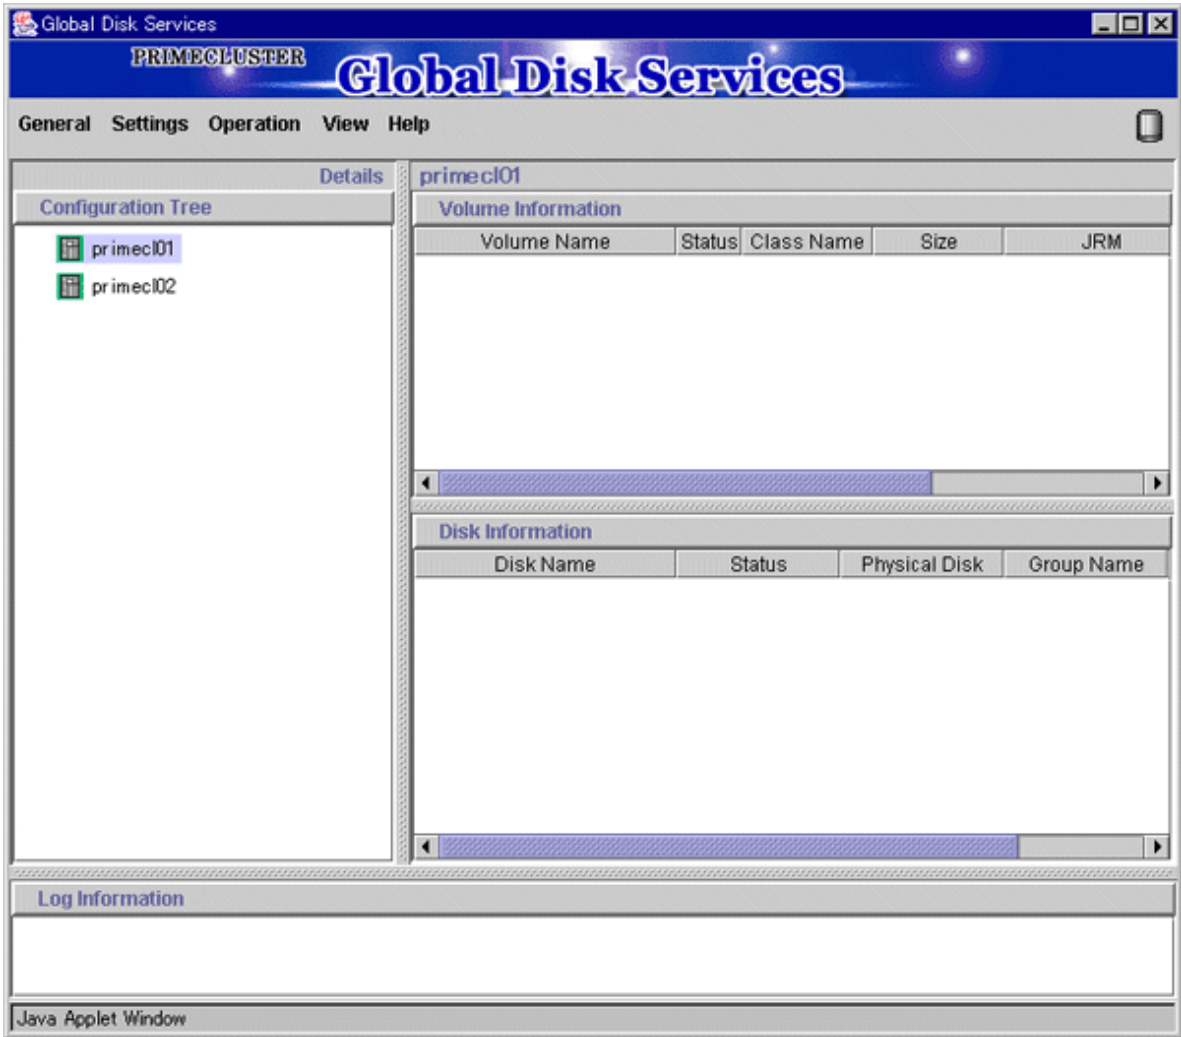 Global Disk Services
PRIMECLUSTER Global Disk Services
General Settings Operation View Help
Details
Configuration Tree
primecl01
primecl02
primecl01
Volume Information
Volume Name Status Class Name Size JRM
Disk Information
Disk Name Status Physical Disk Group Name
Log Information
Java Applet Window